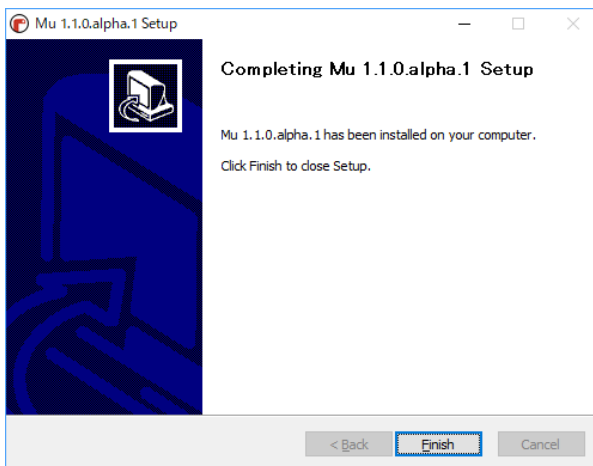 Mu 1.1.0.alpha.1 Setup
Completing Mu 1.1.0.alpha.1 Setup
Mu 1.1.0.alpha.1 has been installed on your computer.
Click Finish to close Setup.
< Back
Finish
Cancel